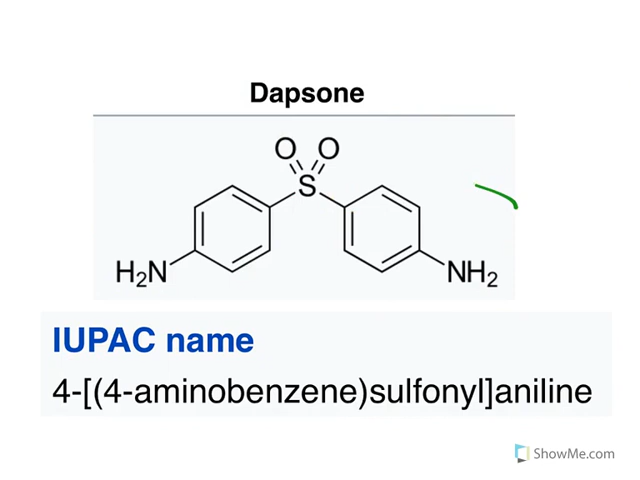 Dapsone
O O
S
H₂N NH₂
IUPAC name
4-[(4-aminobenzene)sulfonyl]aniline
ShowMe.com